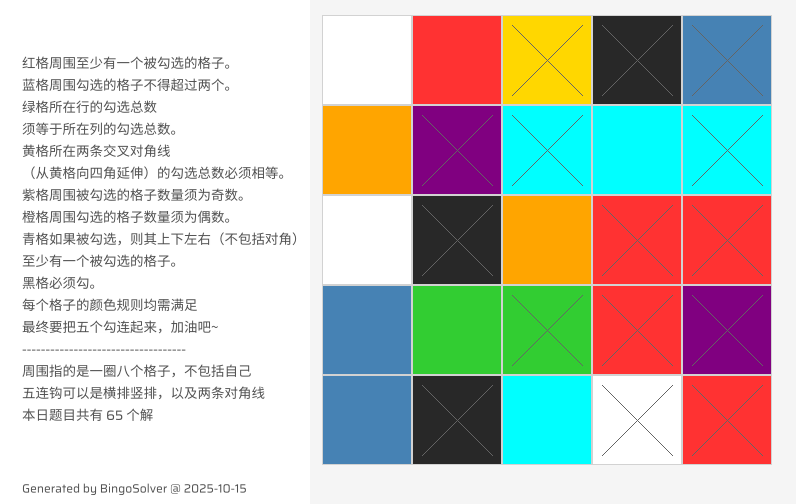 红格周围至少有一个被勾选的格子。
蓝格周围勾选的格子不得超过两个。
绿格所在行的勾选总数
须等于所在列的勾选总数。
黄格所在两条交叉对角线
（从黄格向四角延伸）的勾选总数必须相等。
紫格周围被勾选的格子数量须为奇数。
橙格周围勾选的格子数量须为偶数。
青格如果被勾选，则其上下左右（不包括对角）
至少有一个被勾选的格子。
黑格必须勾。
每个格子的颜色规则均需满足
最终要把五个勾连起来，加油吧~
-----------------------------------
周围指的是一圈八个格子，不包括自己
五连钩可以是横排竖排，以及两条对角线
本日题目共有 65 个解
Generated by BingoSolver @ 2025-10-15